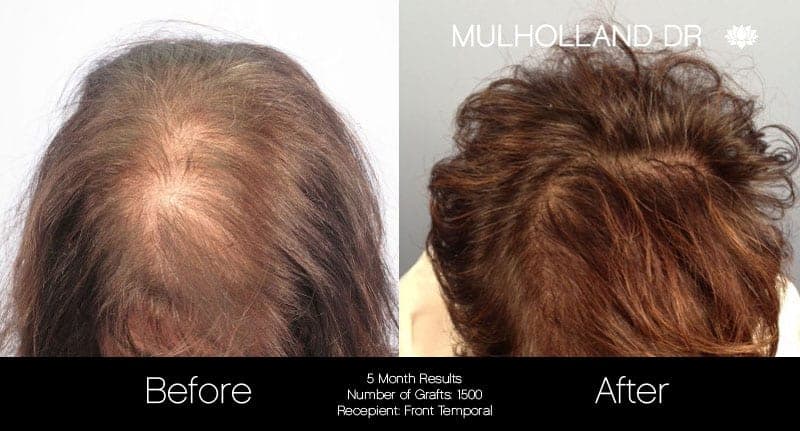 MULHOLLAND DR
Before
5 Month Results
Number of Grafts: 1500
Recepient: Front Temporal
After